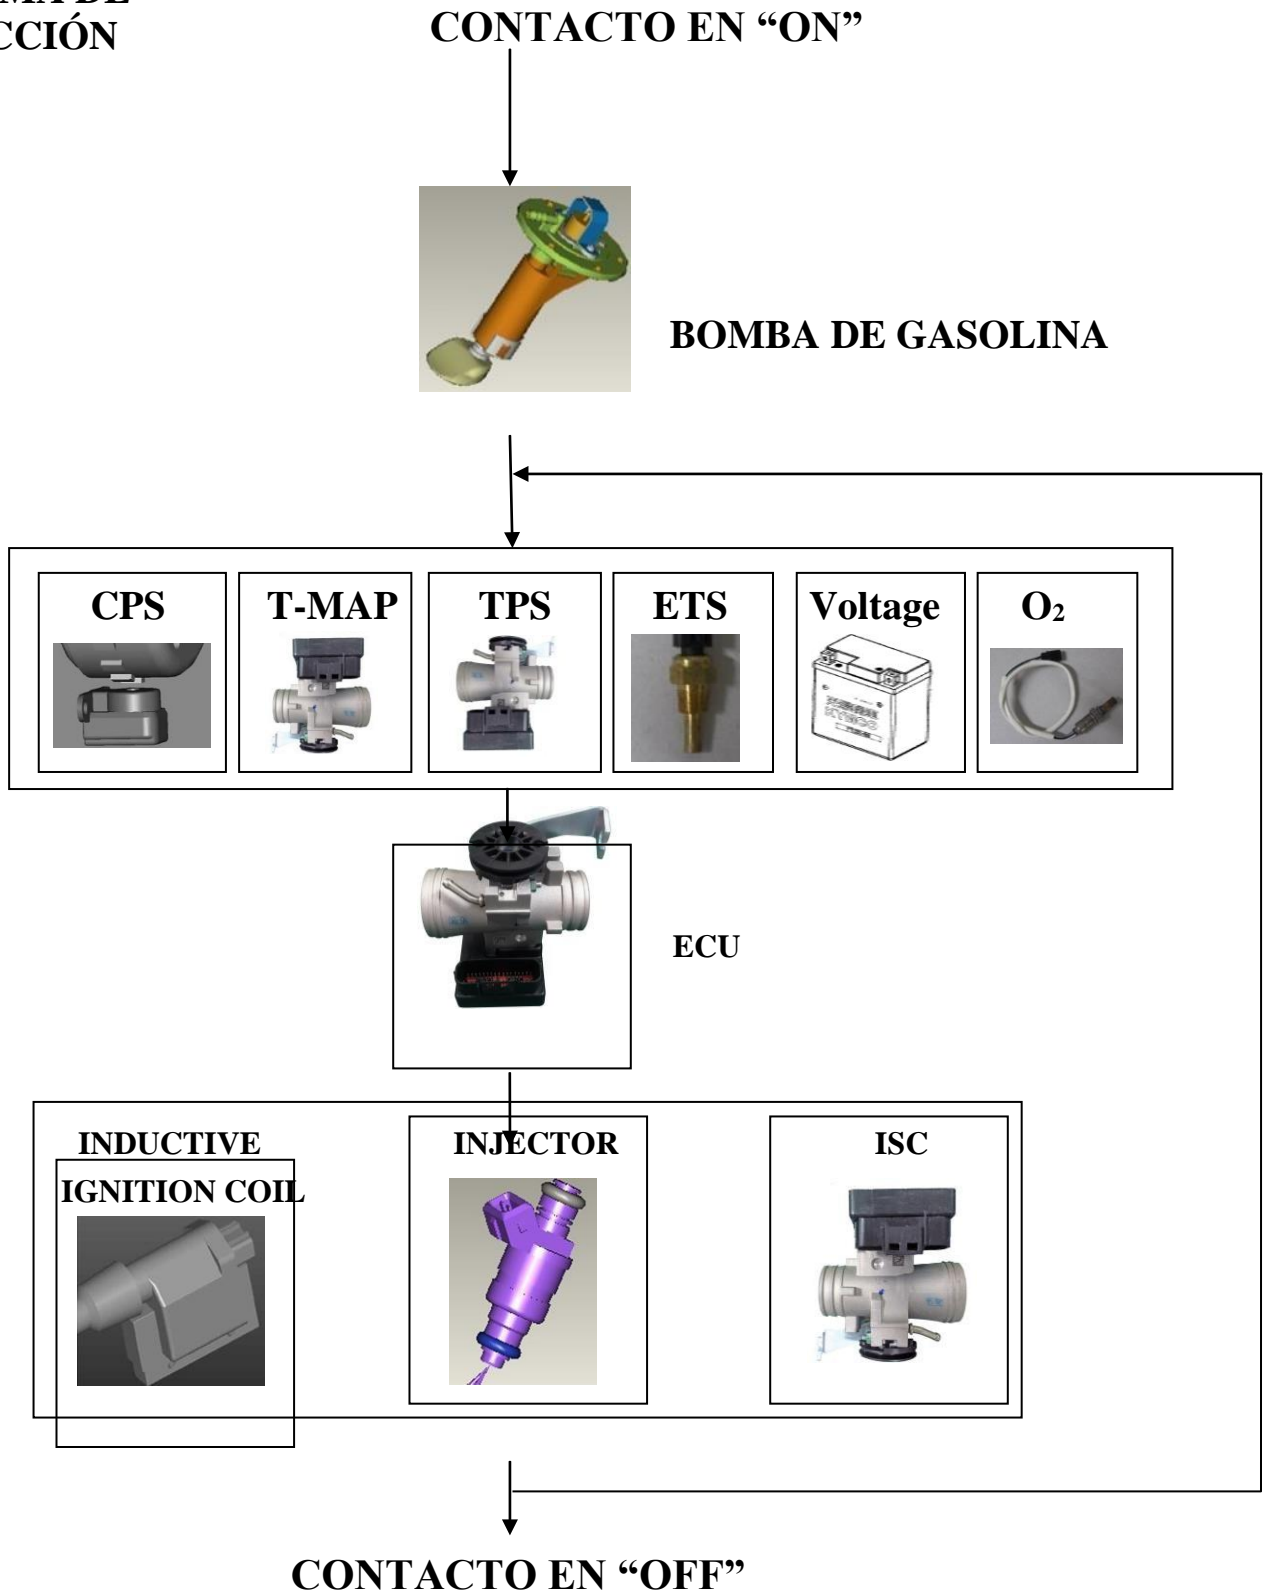 CCIÓN
CONTACTO EN “ON”
BOMBA DE GASOLINA
CPS
T-MAP
TPS
ETS
Voltage
O₂
KYMCO
ECU
INDUCTIVE
IGNITION COIL
INJECTOR
ISC
CONTACTO EN “OFF”